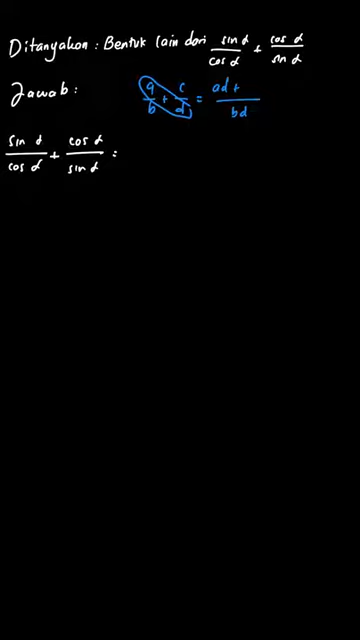 Ditanyakan : Bentuk lain dari sin α / cos α + cos α / sin α
Jawab :
a/b + c/d = ad + / bd
sin α / cos α + cos α / sin α =